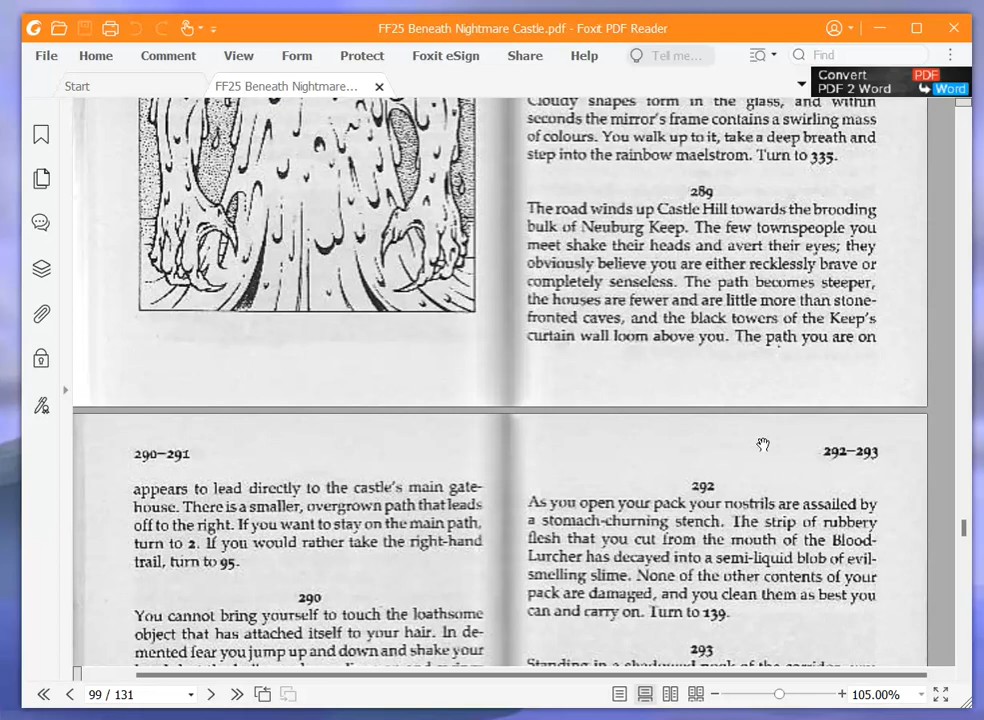 FF25 Beneath Nightmare Castle.pdf - Foxit PDF Reader
File Home Comment View Form Protect Foxit eSign Share Help Tell me... Find
Start FF25 Beneath Nightmare...
Convert PDF
PDF 2 Word Word
Cloudy shapes form in the glass, and within
seconds the mirror's frame contains a swirling mass
of colours. You walk up to it, take a deep breath and
step into the rainbow maelstrom. Turn to 335.
289
The road winds up Castle Hill towards the brooding
bulk of Neuburg Keep. The few townspeople you
meet shake their heads and avert their eyes; they
obviously believe you are either recklessly brave or
completely senseless. The path becomes steeper,
the houses are fewer and are little more than stone-
fronted caves, and the black towers of the Keep's
curtain wall loom above you. The path you are on
290–291
appears to lead directly to the castle's main gate-
house. There is a smaller, overgrown path that leads
off to the right. If you want to stay on the main path,
turn to 2. If you would rather take the right-hand
trail, turn to 95.
290
You cannot bring yourself to touch the loathsome
object that has attached itself to your hair. In de-
mented fear you jump up and down and shake your
292–293
292
As you open your pack your nostrils are assailed by
a stomach-churning stench. The strip of rubbery
flesh that you cut from the mouth of the Blood-
Lurcher has decayed into a semi-liquid blob of evil-
smelling slime. None of the other contents of your
pack are damaged, and you clean them as best you
can and carry on. Turn to 139.
293
Standing in a shadowed nook of the corridor, you
99 / 131
105.00%